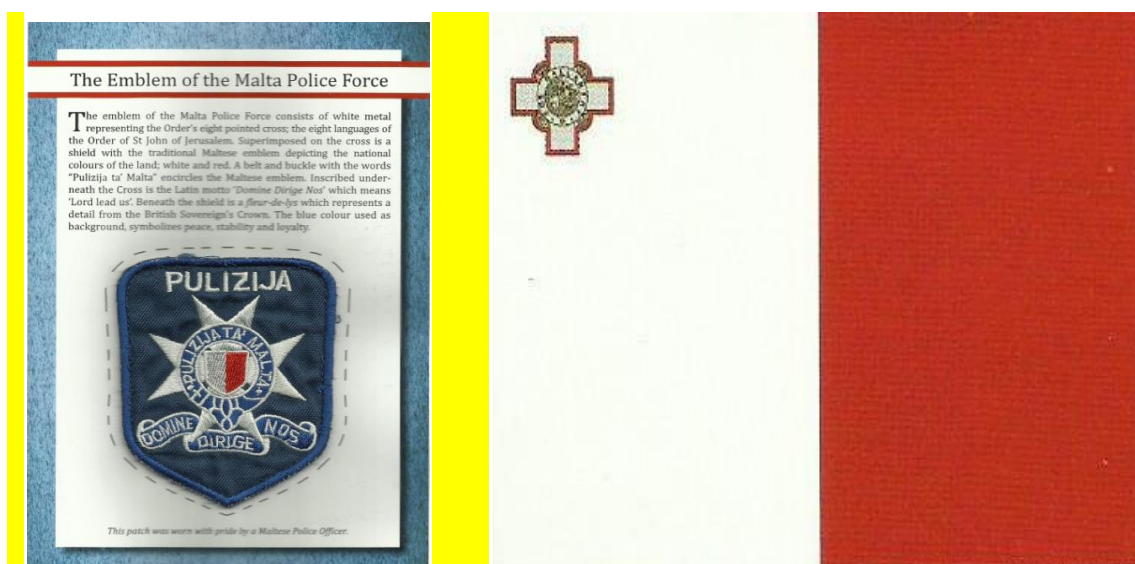 The Emblem of the Malta Police Force
The emblem of the Malta Police Force consists of white metal
representing the Order's eight pointed cross; the eight languages of
the Order of St John of Jerusalem. Superimposed on the cross is a
shield with the traditional Maltese emblem depicting the national
colours of the land; white and red. A belt and buckle with the words
"Pulizija ta' Malta" encircles the Maltese emblem. Inscribed under-
neath the Cross is the Latin motto 'Domine Dirige Nos' which means
'Lord lead us'. Beneath the shield is a fleur-de-lys which represents a
detail from the British Sovereign's Crown. The blue colour used as
background, symbolizes peace, stability and loyalty.
PULIZIJA
PULIZIJA TA' MALTA
DOMINE DIRIGE NOS
This patch was worn with pride by a Maltese Police Officer.